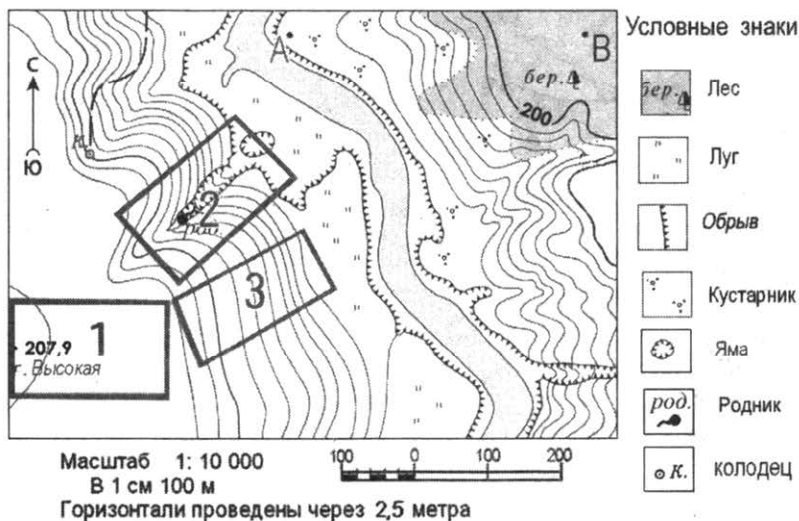 С
Ю
А
В
бер.
200
К.
2
род.
3
1
207,9
г. Высокая
Условные знаки
бер. Лес
Луг
Обрыв
Кустарник
Яма
род. Родник
К. колодец
Масштаб 1: 10 000
В 1 см 100 м
Горизонтали проведены через 2,5 метра
100 0 100 200